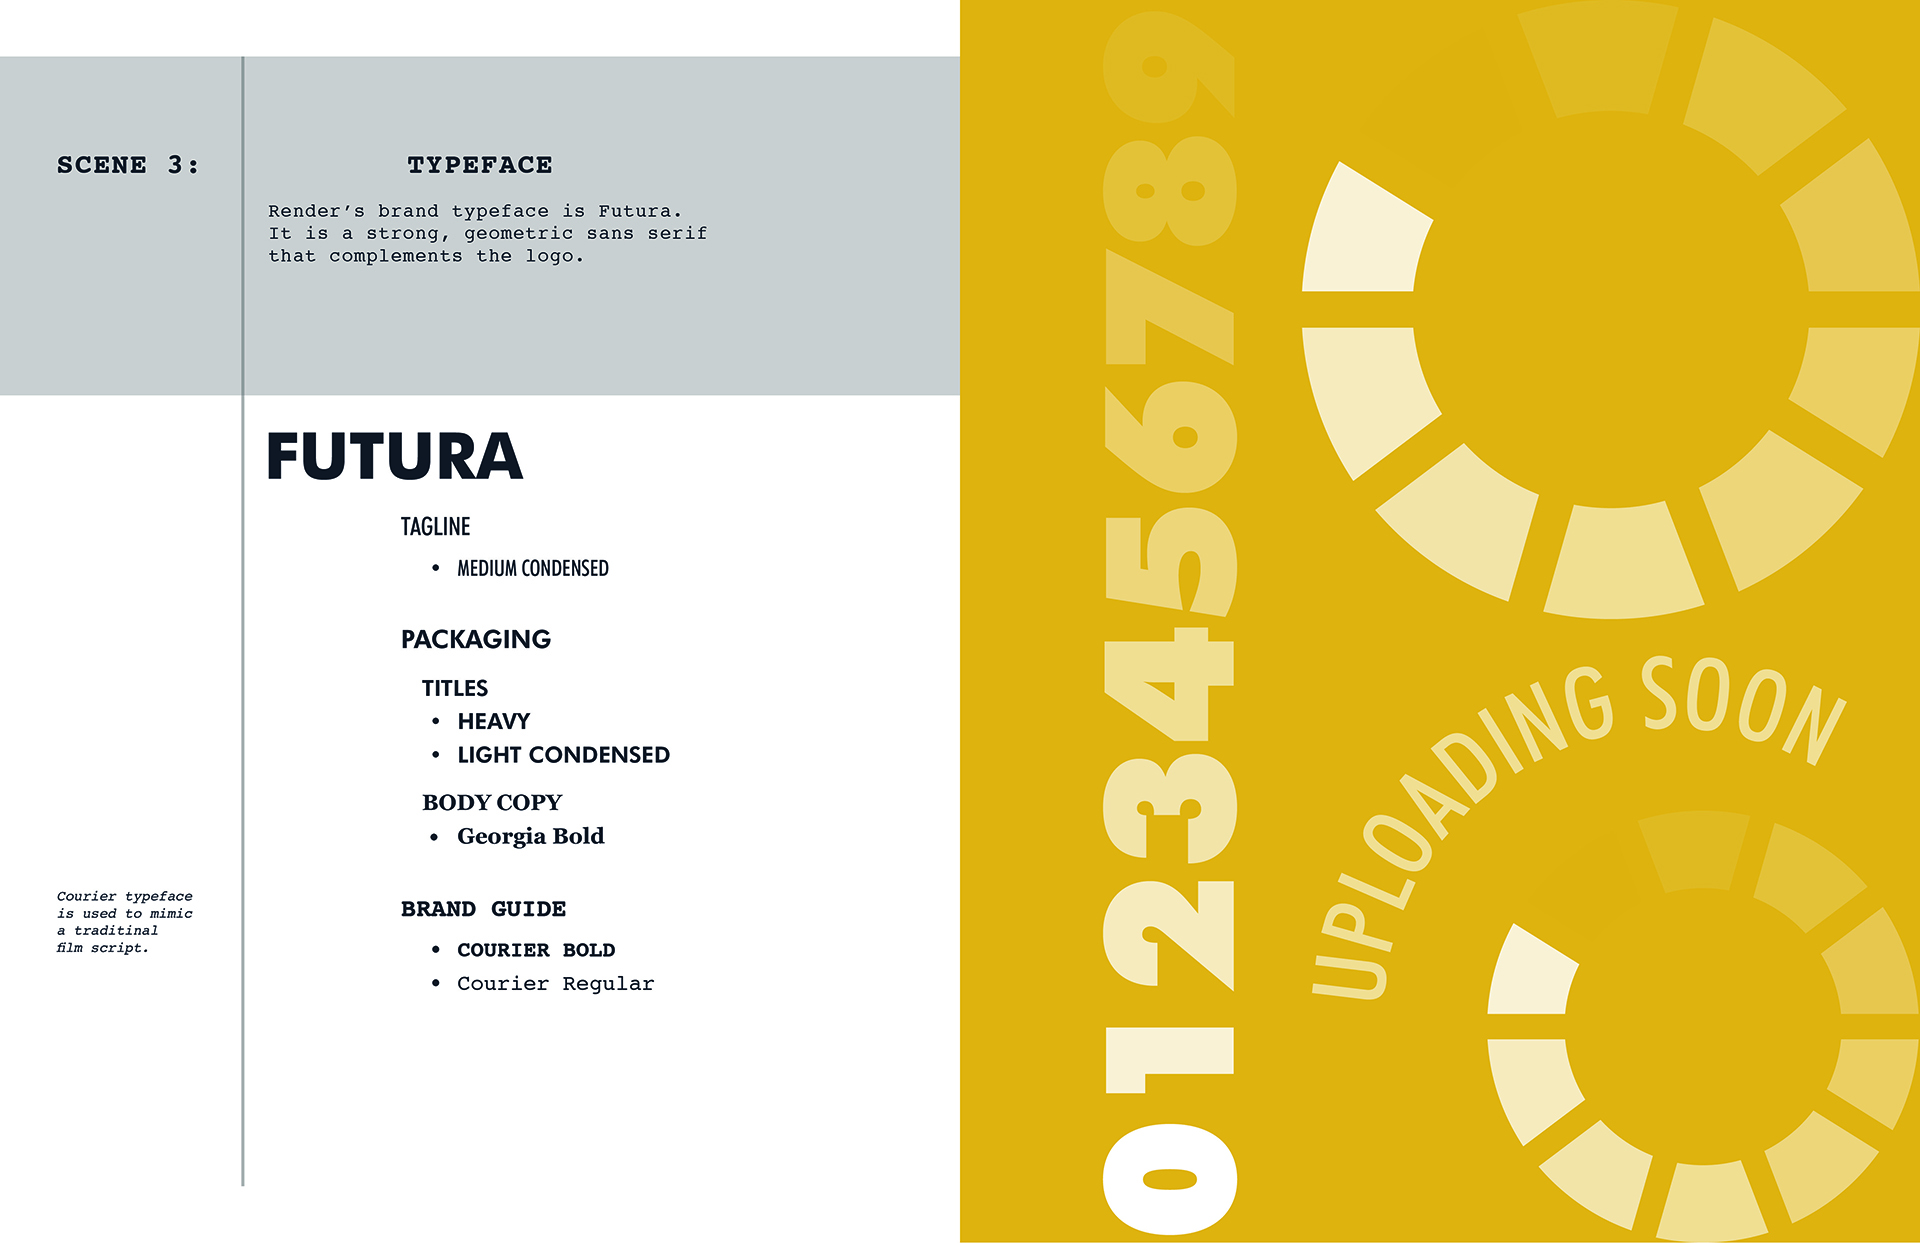 SCENE 3:
TYPEFACE
Render’s brand typeface is Futura.
It is a strong, geometric sans serif
that complements the logo.
FUTURA
TAGLINE
• MEDIUM CONDENSED
PACKAGING
TITLES
• HEAVY
• LIGHT CONDENSED
BODY COPY
• Georgia Bold
BRAND GUIDE
• COURIER BOLD
• Courier Regular
Courier typeface
is used to mimic
a traditinal
film script.
0123456789
UPLOADING SOON